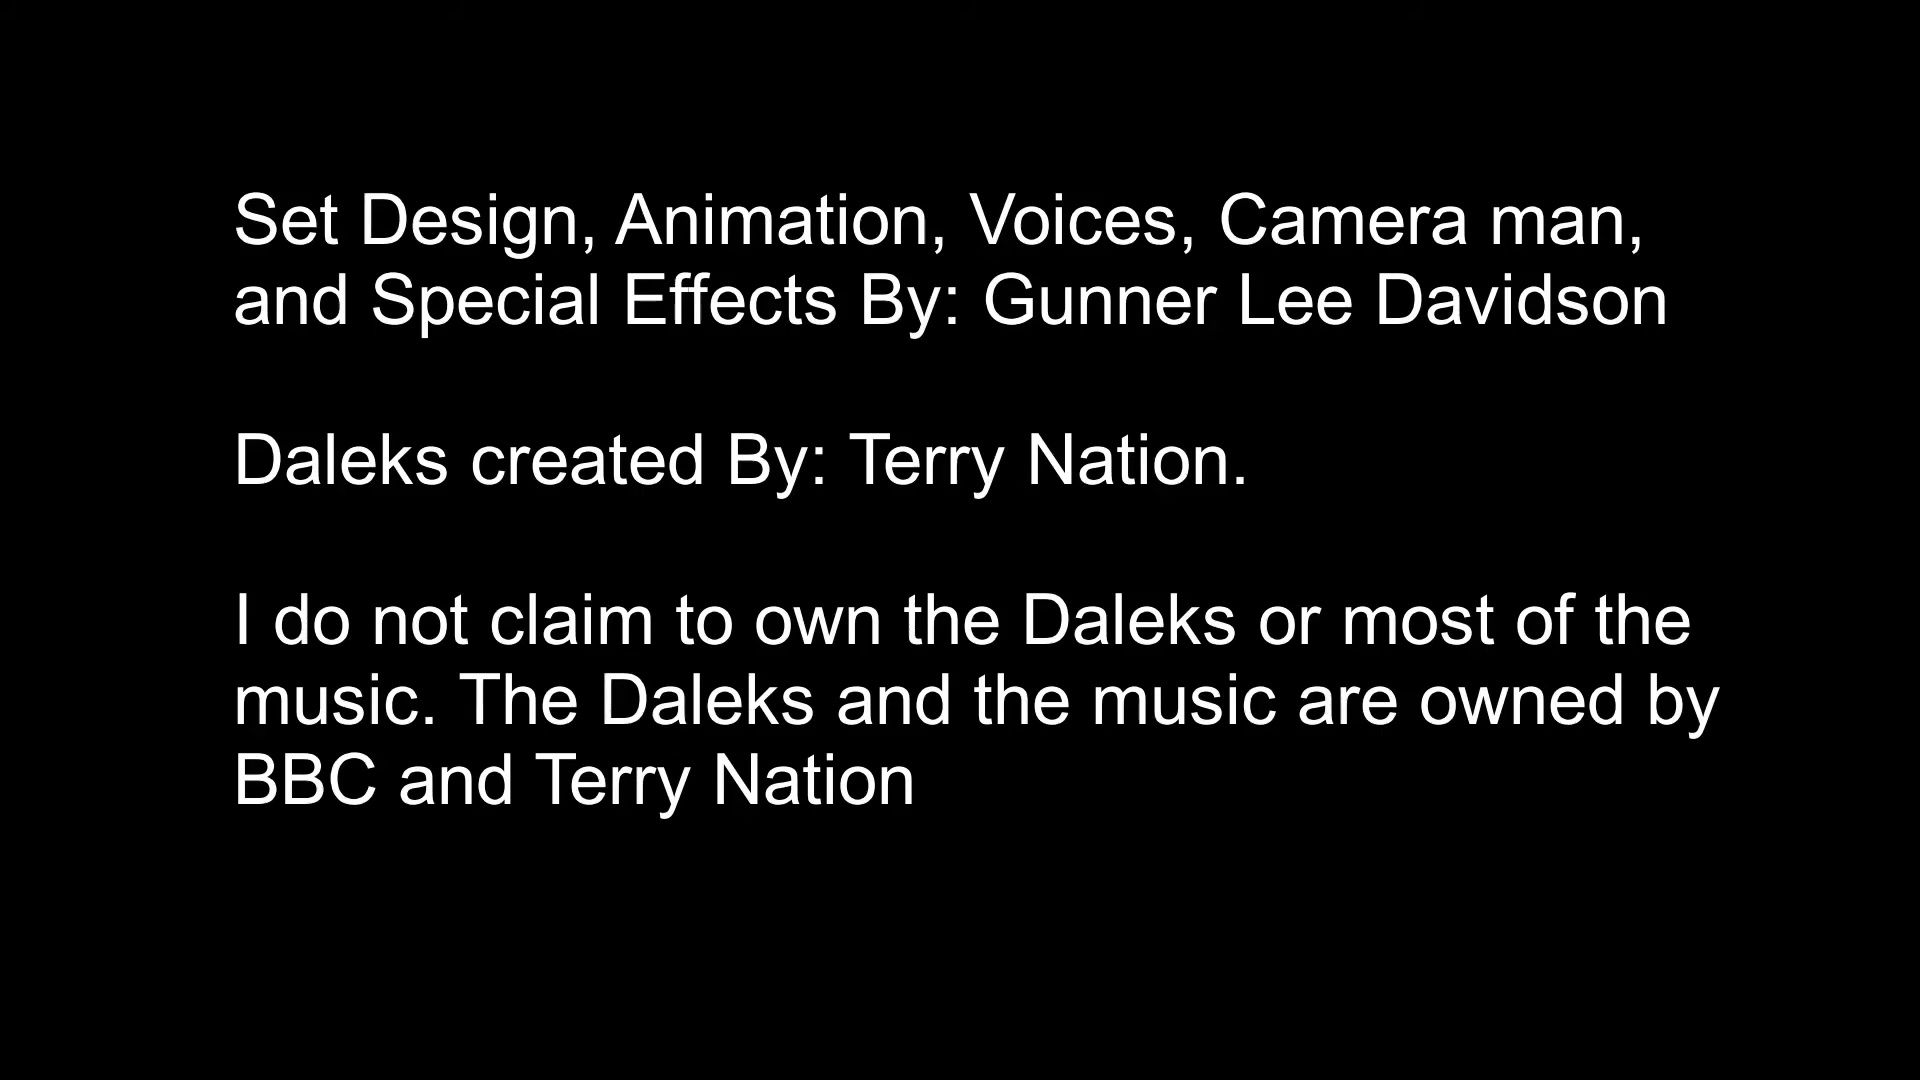 Set Design, Animation, Voices, Camera man,
and Special Effects By: Gunner Lee Davidson
Daleks created By: Terry Nation.
I do not claim to own the Daleks or most of the
music. The Daleks and the music are owned by
BBC and Terry Nation